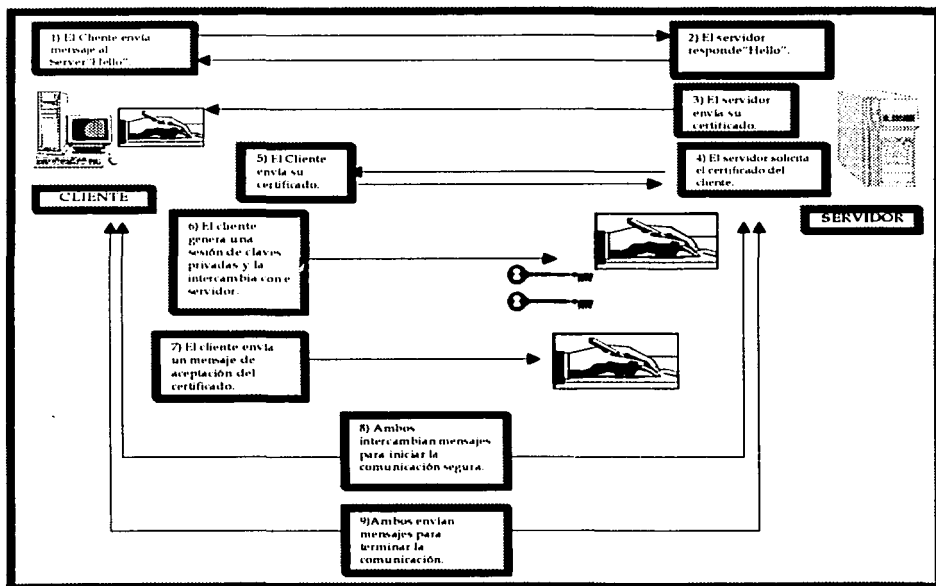 1) El Cliente envía
mensaje al
Server"Hello".
2) El servidor
responde"Hello".
3) El servidor
envía su
certificado.
4) El servidor solicita
el certificado del
cliente.
5) El Cliente
envía su
certificado.
CLIENTE
SERVIDOR
6) El cliente
genera una
sesión de claves
privadas y la
intercambia con e
servidor.
7) El cliente envía
un mensaje de
aceptación del
certificado.
8) Ambos
intercambian mensajes
para iniciar la
comunicación segura.
9)Ambos envían
mensajes para
terminar la
comunicación.